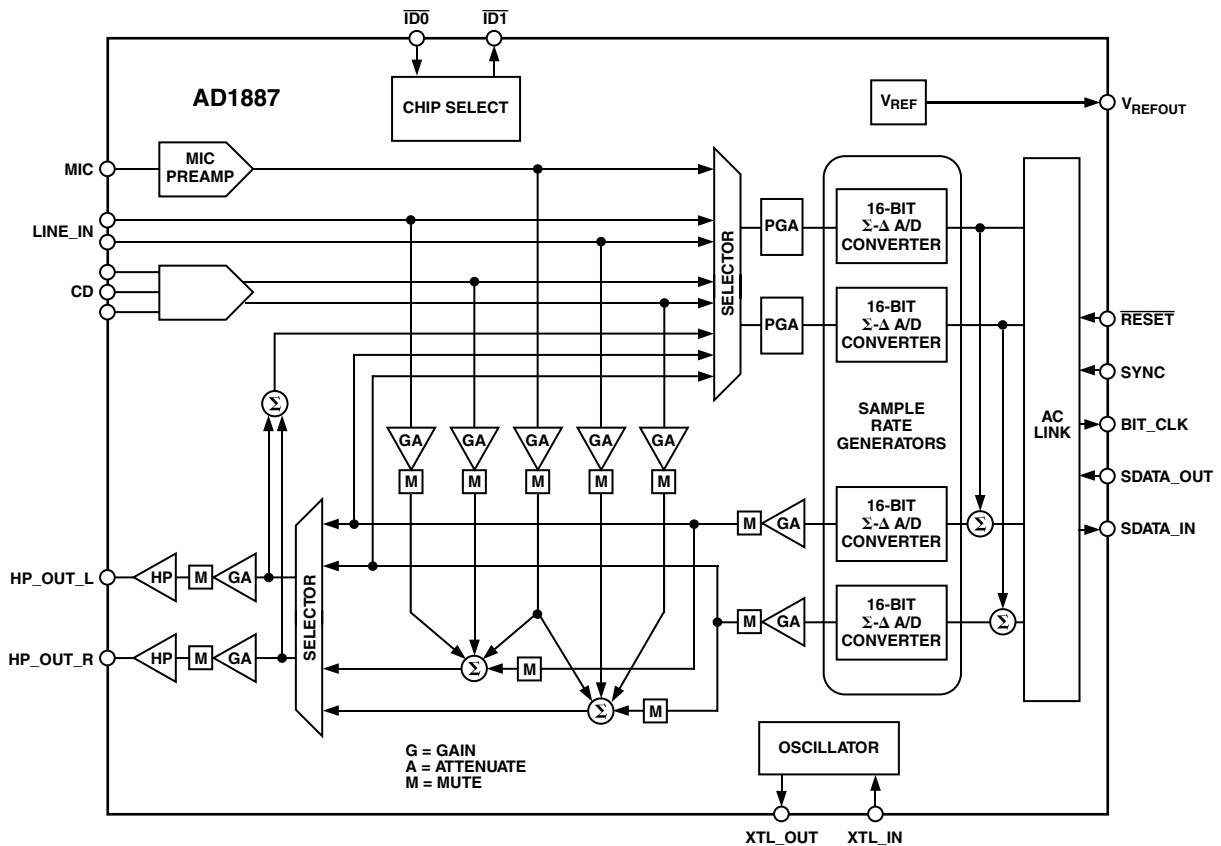 ID0
ID1
AD1887
CHIP SELECT
VREF
VREFOUT
MIC
MIC
PREAMP
LINE_IN
CD
SELECTOR
PGA
16-BIT
Σ-Δ A/D
CONVERTER
PGA
16-BIT
Σ-Δ A/D
CONVERTER
RESET
SYNC
AC
LINK
BIT_CLK
SDATA_OUT
SDATA_IN
SAMPLE
RATE
GENERATORS
Σ
GA
GA
GA
GA
GA
M
M
M
M
M
M
GA
16-BIT
Σ-Δ A/D
CONVERTER
Σ
M
GA
16-BIT
Σ-Δ A/D
CONVERTER
Σ
HP_OUT_L
HP
M
GA
SELECTOR
HP_OUT_R
HP
M
GA
Σ
M
Σ
M
G = GAIN
A = ATTENUATE
M = MUTE
OSCILLATOR
XTL_OUT
XTL_IN